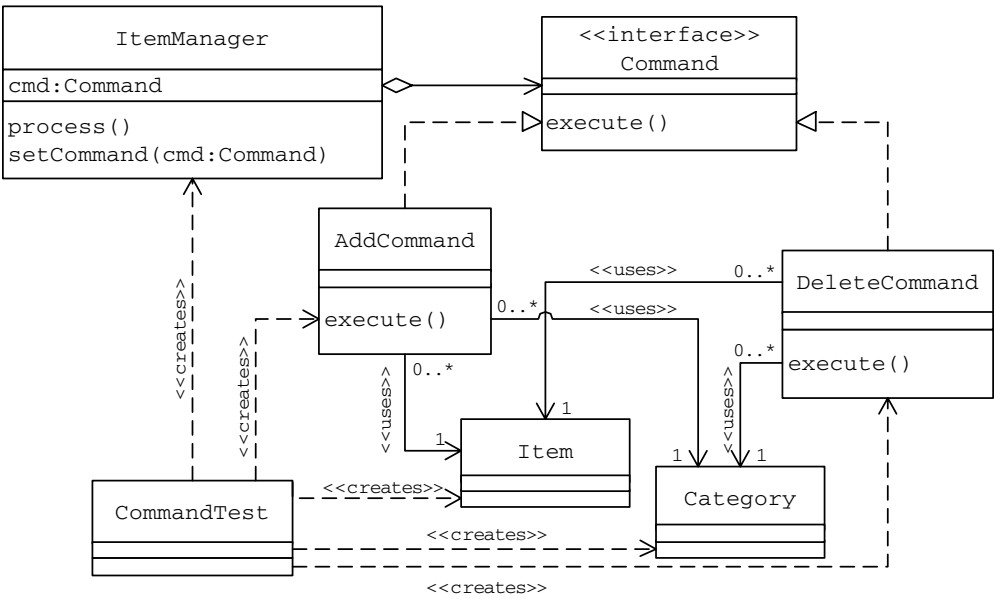 ItemManager
cmd:Command
process()
setCommand(cmd:Command)
<<interface>>
Command
execute()
AddCommand
execute()
DeleteCommand
execute()
<<uses>>
0..*
0..*
<<uses>>
0..*
0..*
<<uses>>
<<uses>>
1
1
1
1
Item
Category
CommandTest
<<creates>>
<<creates>>
<<creates>>
<<creates>>
<<creates>>